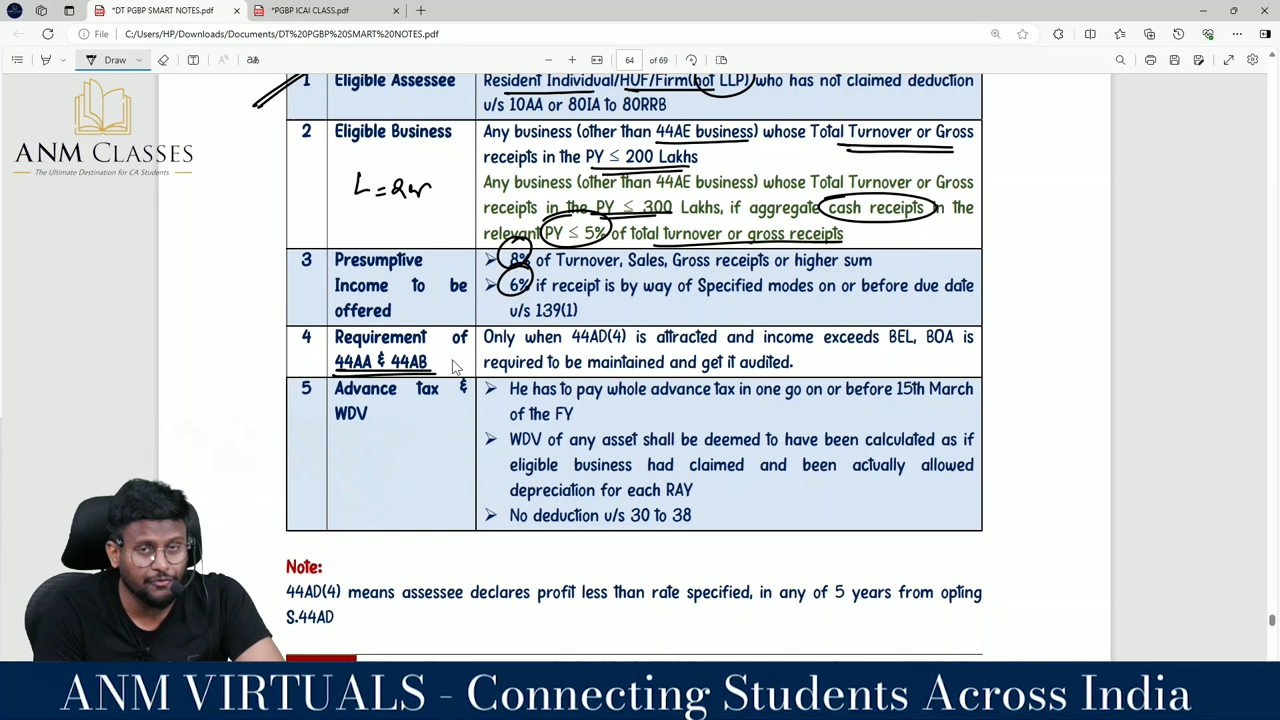 *DT PGBP SMART NOTES.pdf
*PGBP ICAI CLASS.pdf
File
C:/Users/HP/Downloads/Documents/DT%20PGBP%20SMART%20NOTES.pdf
Draw
64 of 69
ANM CLASSES
The Ultimate Destination for CA Students
1 Eligible Assessee Resident Individual/HUF/Firm(not LLP) who has not claimed deduction
u/s 10AA or 80IA to 80RRB
2 Eligible Business Any business (other than 44AE business) whose Total Turnover or Gross
receipts in the PY ≤ 200 Lakhs
Any business (other than 44AE business) whose Total Turnover or Gross
receipts in the PY ≤ 300 Lakhs, if aggregate cash receipts in the
relevant PY ≤ 5% of total turnover or gross receipts
3 Presumptive ➢ 8% of Turnover, Sales, Gross receipts or higher sum
Income to be ➢ 6% if receipt is by way of Specified modes on or before due date
offered u/s 139(1)
4 Requirement of Only when 44AD(4) is attracted and income exceeds BEL, BOA is
44AA & 44AB required to be maintained and get it audited.
5 Advance tax & ➢ He has to pay whole advance tax in one go on or before 15th March
WDV of the FY
➢ WDV of any asset shall be deemed to have been calculated as if
eligible business had claimed and been actually allowed
depreciation for each RAY
➢ No deduction u/s 30 to 38
Note:
44AD(4) means assessee declares profit less than rate specified, in any of 5 years from opting
S.44AD
ANM VIRTUALS - Connecting Students Across India